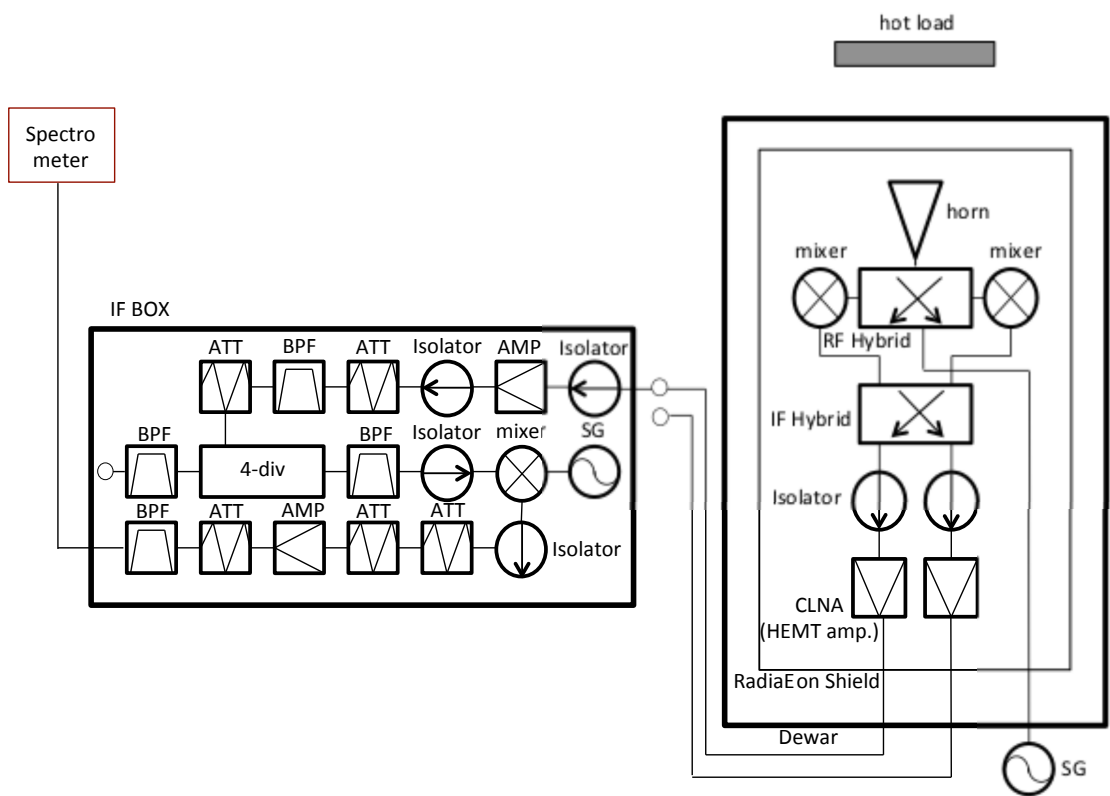 hot load
Spectro
meter
horn
mixer
mixer
RF Hybrid
IF BOX
ATT
BPF
ATT
Isolator
AMP
Isolator
IF Hybrid
BPF
4-div
BPF
Isolator
mixer
SG
Isolator
BPF
ATT
AMP
ATT
ATT
Isolator
CLNA
(HEMT amp.)
RadiaEon Shield
Dewar
SG